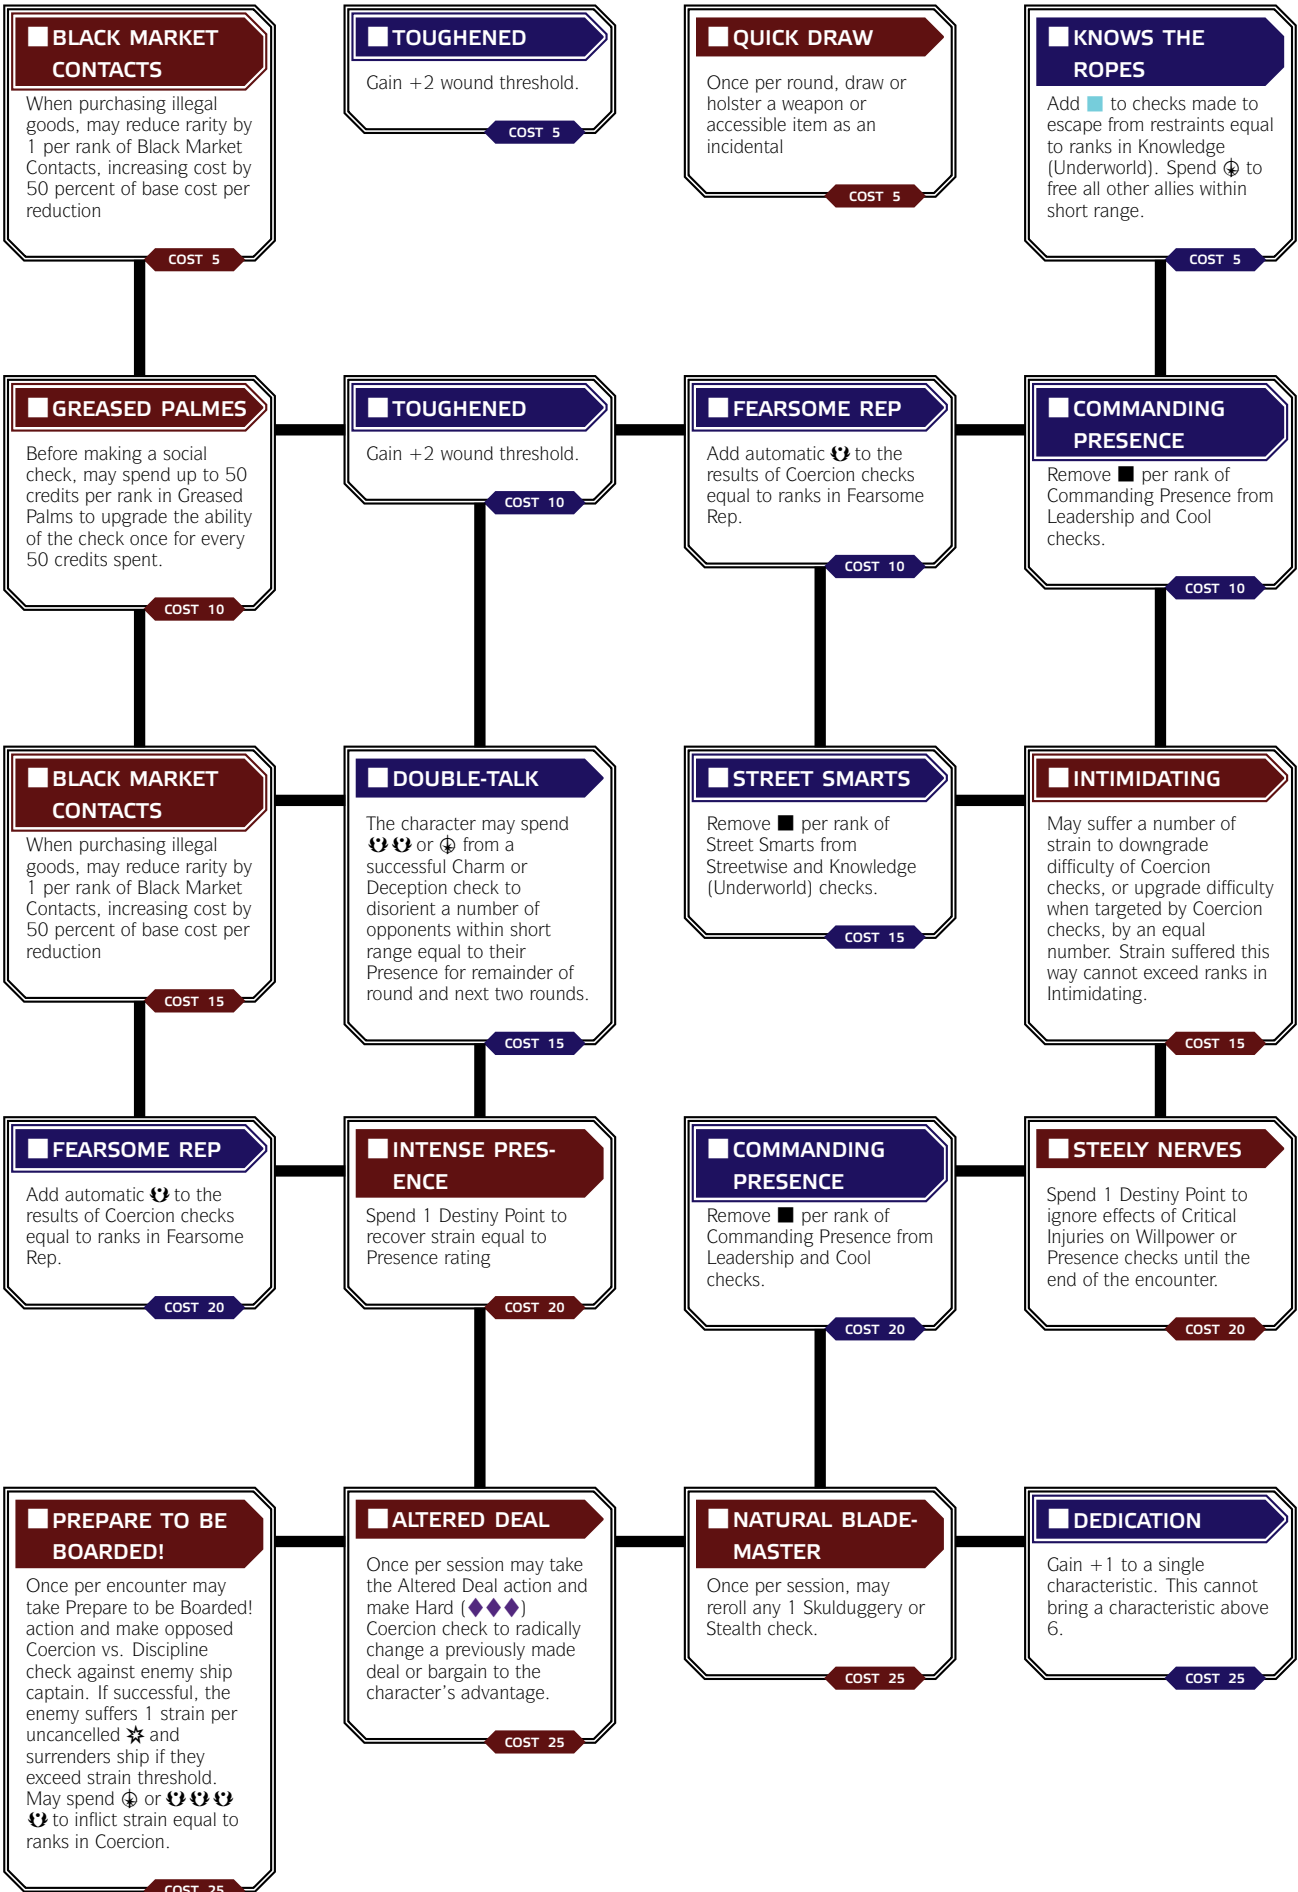 BLACK MARKET
CONTACTS
When purchasing illegal
goods, may reduce rarity by
1 per rank of Black Market
Contacts, increasing cost by
50 percent of base cost per
reduction
COST 5
TOUGHENED
Gain +2 wound threshold.
COST 5
QUICK DRAW
Once per round, draw or
holster a weapon or
accessible item as an
incidental
COST 5
KNOWS THE
ROPES
Add to checks made to
escape from restraints equal
to ranks in Knowledge
(Underworld). Spend to
free all other allies within
short range.
COST 5
GREASED PALMES
Before making a social
check, may spend up to 50
credits per rank in Greased
Palms to upgrade the ability
of the check once for every
50 credits spent.
COST 10
TOUGHENED
Gain +2 wound threshold.
COST 10
FEARSOME REP
Add automatic to the
results of Coercion checks
equal to ranks in Fearsome
Rep.
COST 10
COMMANDING
PRESENCE
Remove per rank of
Commanding Presence from
Leadership and Cool
checks.
COST 10
BLACK MARKET
CONTACTS
When purchasing illegal
goods, may reduce rarity by
1 per rank of Black Market
Contacts, increasing cost by
50 percent of base cost per
reduction
COST 15
DOUBLE-TALK
The character may spend
or from a
successful Charm or
Deception check to
disorient a number of
opponents within short
range equal to their
Presence for remainder of
round and next two rounds.
COST 15
STREET SMARTS
Remove per rank of
Street Smarts from
Streetwise and Knowledge
(Underworld) checks.
COST 15
INTIMIDATING
May suffer a number of
strain to downgrade
difficulty of Coercion
checks, or upgrade difficulty
when targeted by Coercion
checks, by an equal
number. Strain suffered this
way cannot exceed ranks in
Intimidating.
COST 15
FEARSOME REP
Add automatic to the
results of Coercion checks
equal to ranks in Fearsome
Rep.
COST 20
INTENSE PRES-
ENCE
Spend 1 Destiny Point to
recover strain equal to
Presence rating
COST 20
COMMANDING
PRESENCE
Remove per rank of
Commanding Presence from
Leadership and Cool
checks.
COST 20
STEELY NERVES
Spend 1 Destiny Point to
ignore effects of Critical
Injuries on Willpower or
Presence checks until the
end of the encounter.
COST 20
PREPARE TO BE
BOARDED!
Once per encounter may
take Prepare to be Boarded!
action and make opposed
Coercion vs. Discipline
check against enemy ship
captain. If successful, the
enemy suffers 1 strain per
uncancelled and
surrenders ship if they
exceed strain threshold.
May spend or
to inflict strain equal to
ranks in Coercion.
COST 25
ALTERED DEAL
Once per session may take
the Altered Deal action and
make Hard (♦♦♦)
Coercion check to radically
change a previously made
deal or bargain to the
character's advantage.
COST 25
NATURAL BLADE-
MASTER
Once per session, may
reroll any 1 Skulduggery or
Stealth check.
COST 25
DEDICATION
Gain +1 to a single
characteristic. This cannot
bring a characteristic above
6.
COST 25